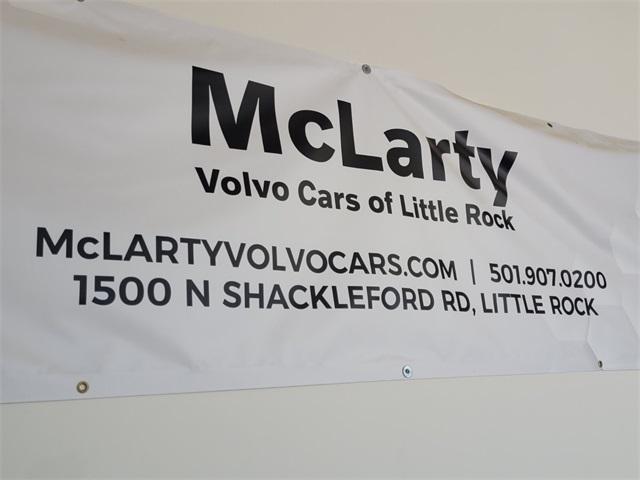 McLarty
Volvo Cars of Little Rock
McLARTYVOLVOCARS.COM | 501.907.0200
1500 N SHACKLEFORD RD, LITTLE ROCK